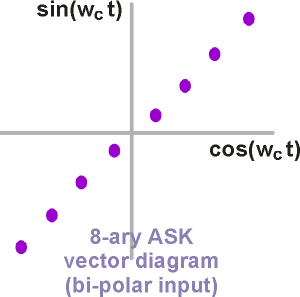 sin(wc t)
cos(wc t)
8-ary ASK
vector diagram
(bi-polar input)